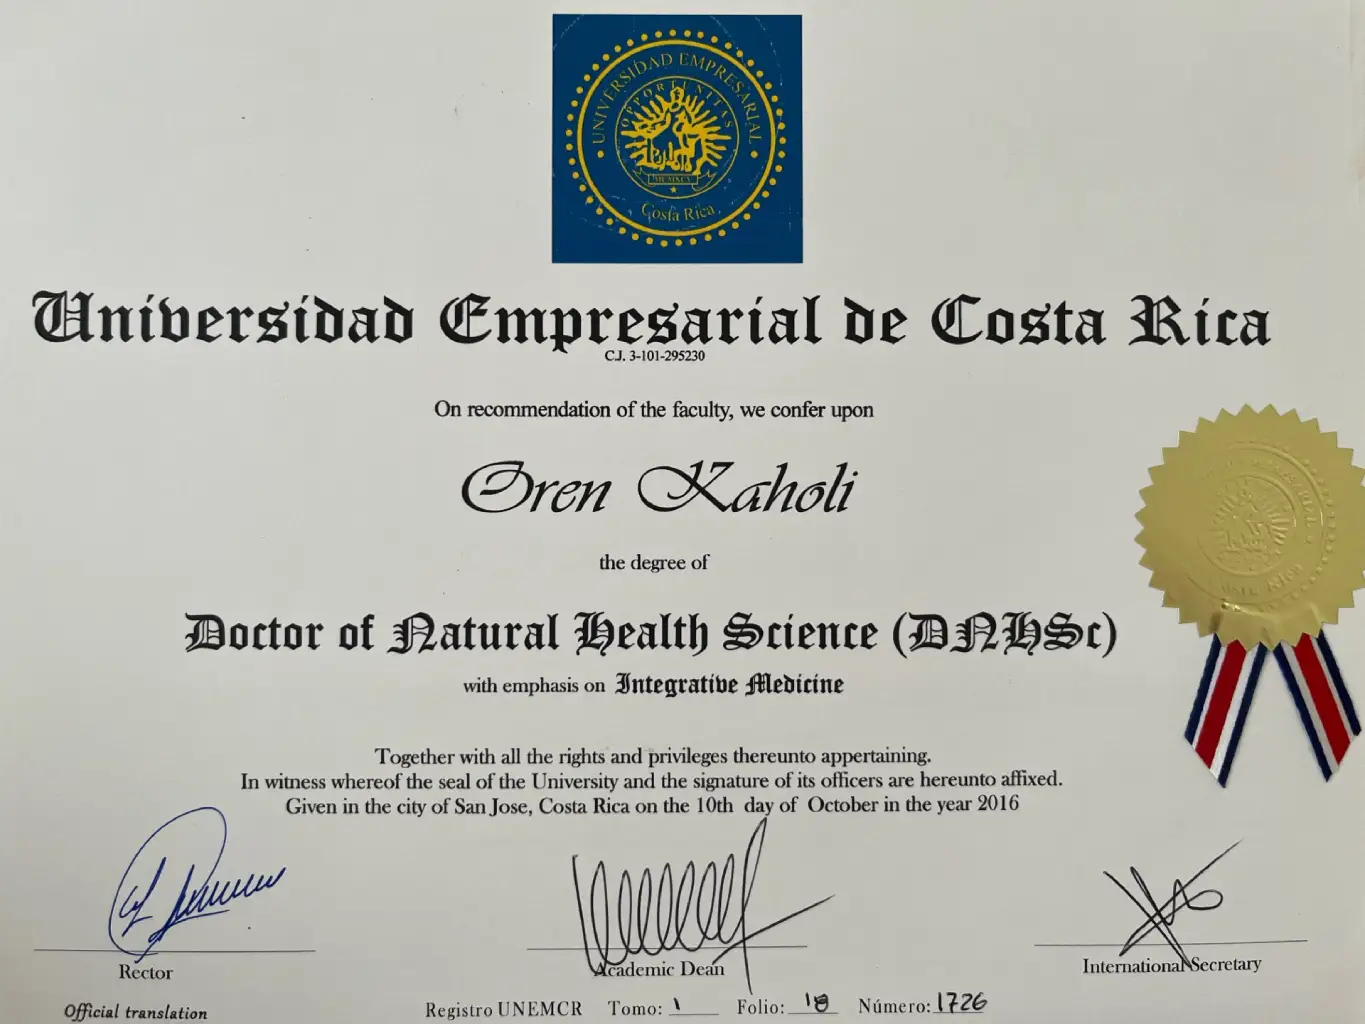 UNIVERSIDAD EMPRESARIAL
OPPORTUNITAS
Costa Rica
Universidad Empresarial de Costa Rica
C.J. 3-101-295230
On recommendation of the faculty, we confer upon
Oren Kaholi
the degree of
Doctor of Natural Health Science (DNHSc)
with emphasis on Integrative Medicine
Together with all the rights and privileges thereunto appertaining.
In witness whereof the seal of the University and the signature of its officers are hereunto affixed.
Given in the city of San Jose, Costa Rica on the 10th day of October in the year 2016
Rector
Academic Dean
International Secretary
Official translation
Registro UNEMCR Tomo: 1 Folio: 18 Número: 1726